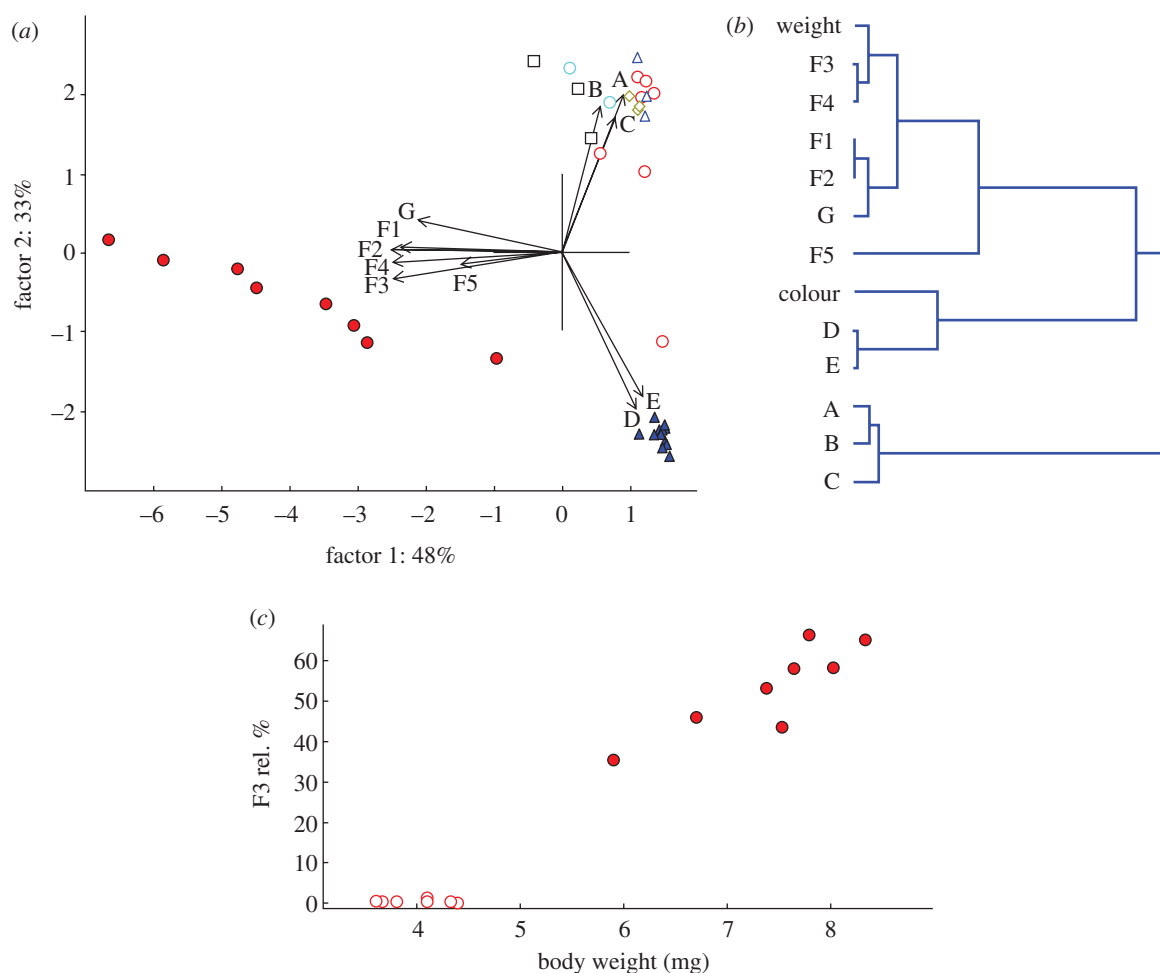 (a)
2
1
0
–1
–2
factor 2: 33%
–6 –5 –4 –3 –2 –1 0 1
factor 1: 48%
A
B
C
G
F1
F2
F4
F3
F5
E
D
(b)
weight
F3
F4
F1
F2
G
F5
colour
D
E
A
B
C
(c)
60
50
40
30
20
10
0
F3 rel. %
4 5 6 7 8
body weight (mg)